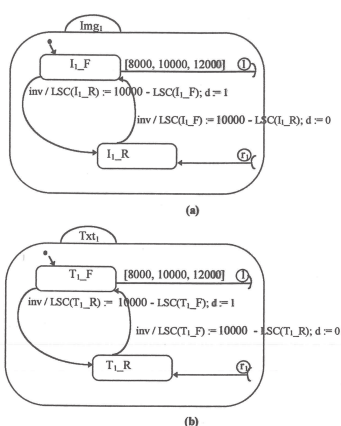 Img₁
I₁_F
[8000, 10000, 12000] 1
inv / LSC(I₁_R) := 10000 - LSC(I₁_F); d := 1
inv / LSC(I₁_F) := 10000 - LSC(I₁_R); d := 0
I₁_R
r₁
(a)
Txt₁
T₁_F
[8000, 10000, 12000] 1
inv / LSC(T₁_R) := 10000 - LSC(T₁_F); d := 1
inv / LSC(T₁_F) := 10000 - LSC(T₁_R); d := 0
T₁_R
r₁
(b)